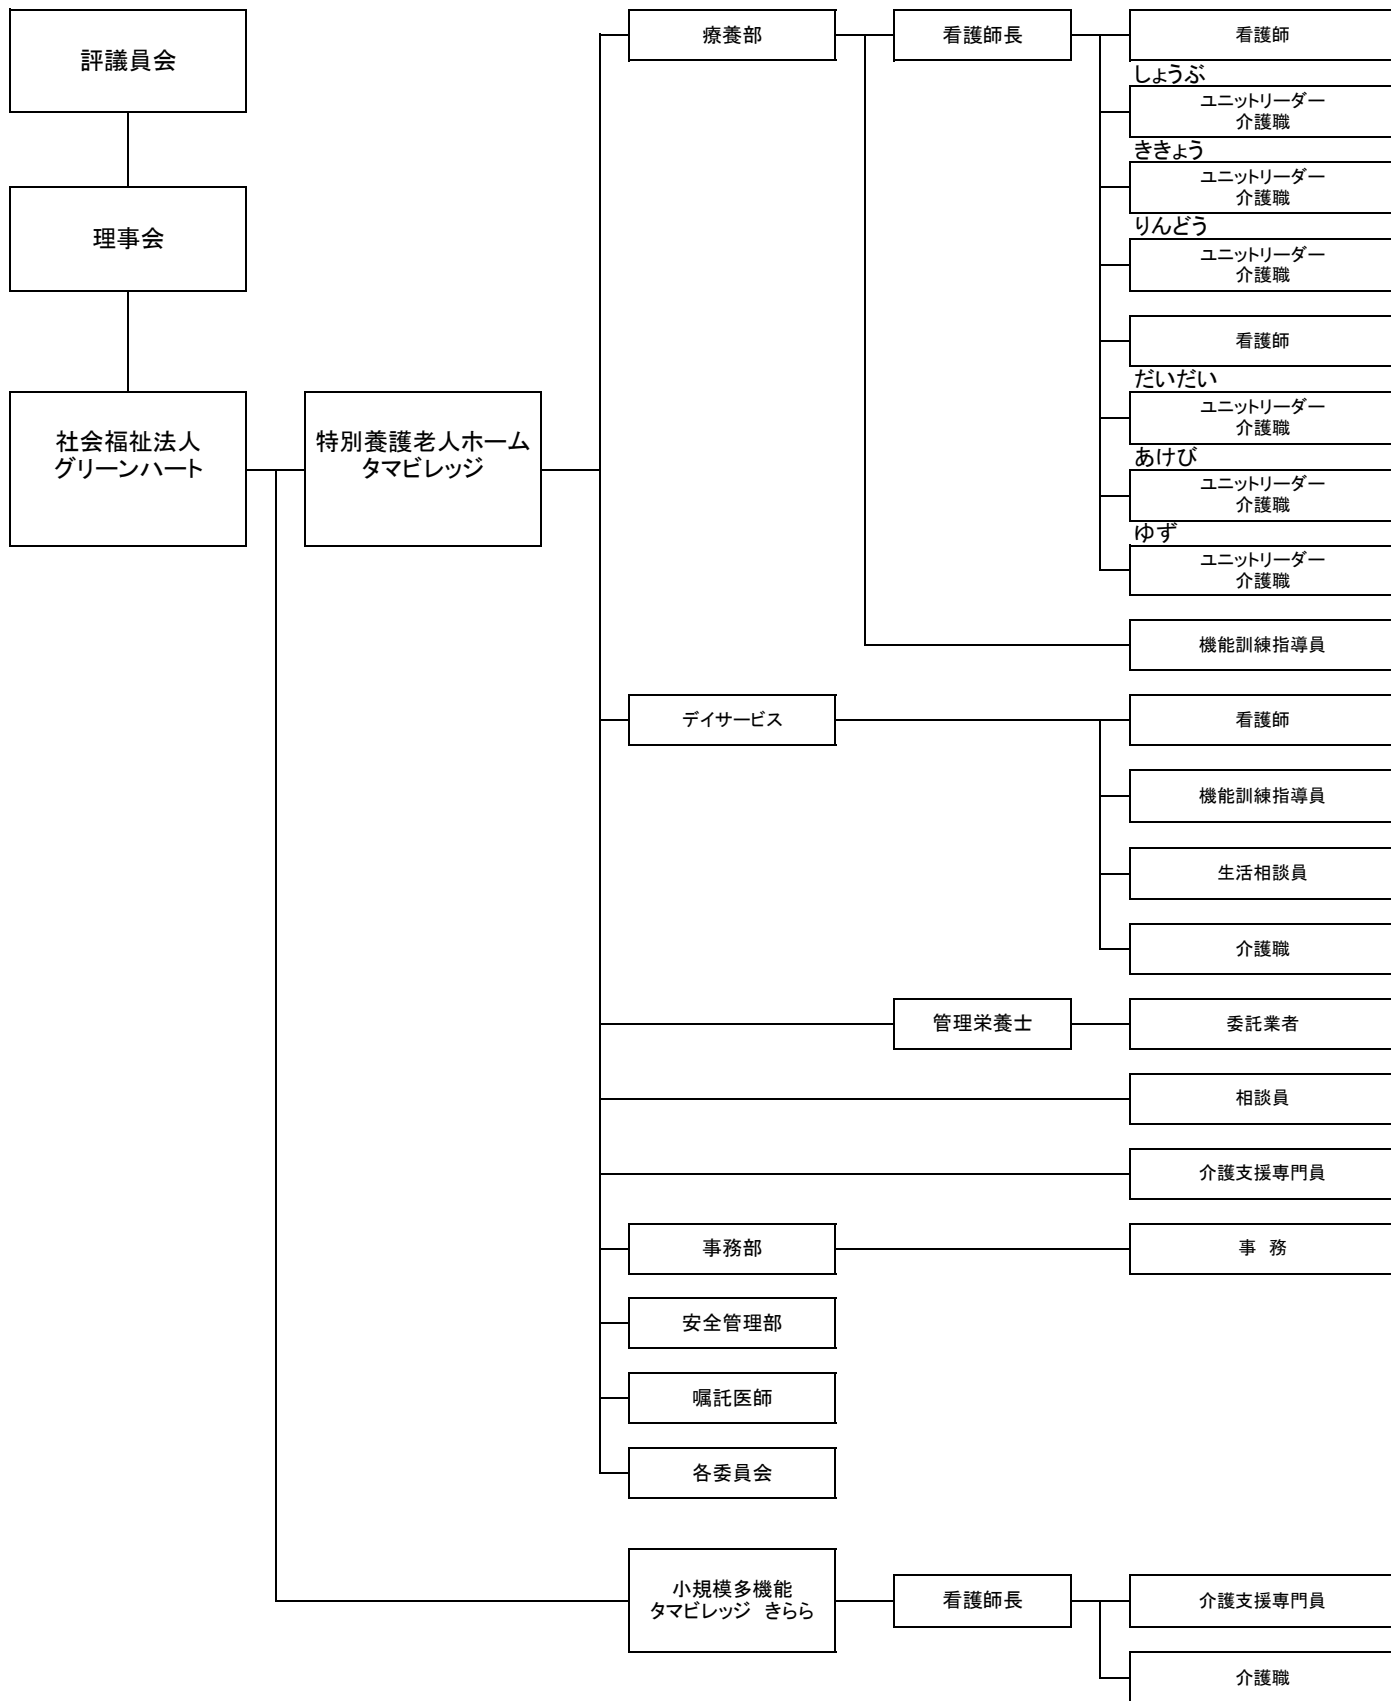 評議員会
理事会
社会福祉法人
グリーンハート
特別養護老人ホーム
タマビレッジ
療養部
看護師長
看護師
しょうぶ
ユニットリーダー
介護職
ききょう
ユニットリーダー
介護職
りんどう
ユニットリーダー
介護職
看護師
だいだい
ユニットリーダー
介護職
あけび
ユニットリーダー
介護職
ゆず
ユニットリーダー
介護職
機能訓練指導員
デイサービス
看護師
機能訓練指導員
生活相談員
介護職
管理栄養士
委託業者
相談員
介護支援専門員
事務部
事 務
安全管理部
嘱託医師
各委員会
小規模多機能
タマビレッジ きらら
看護師長
介護支援専門員
介護職